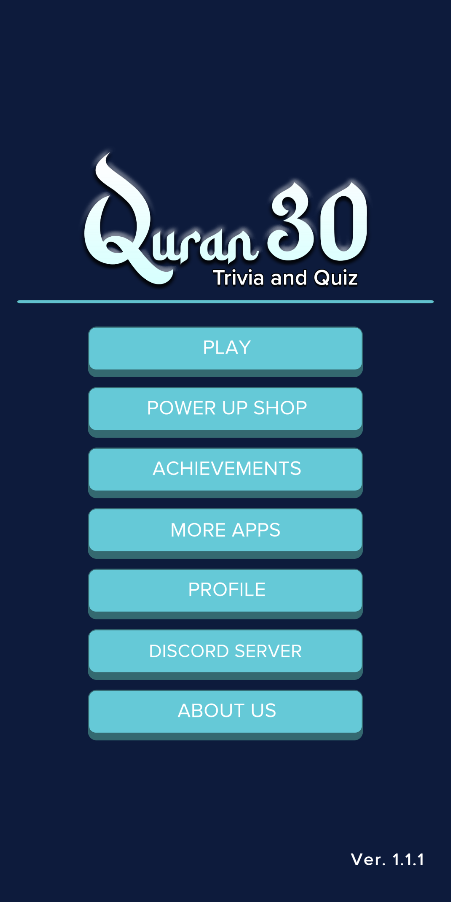 Quran 30
Trivia and Quiz
PLAY
POWER UP SHOP
ACHIEVEMENTS
MORE APPS
PROFILE
DISCORD SERVER
ABOUT US
Ver. 1.1.1